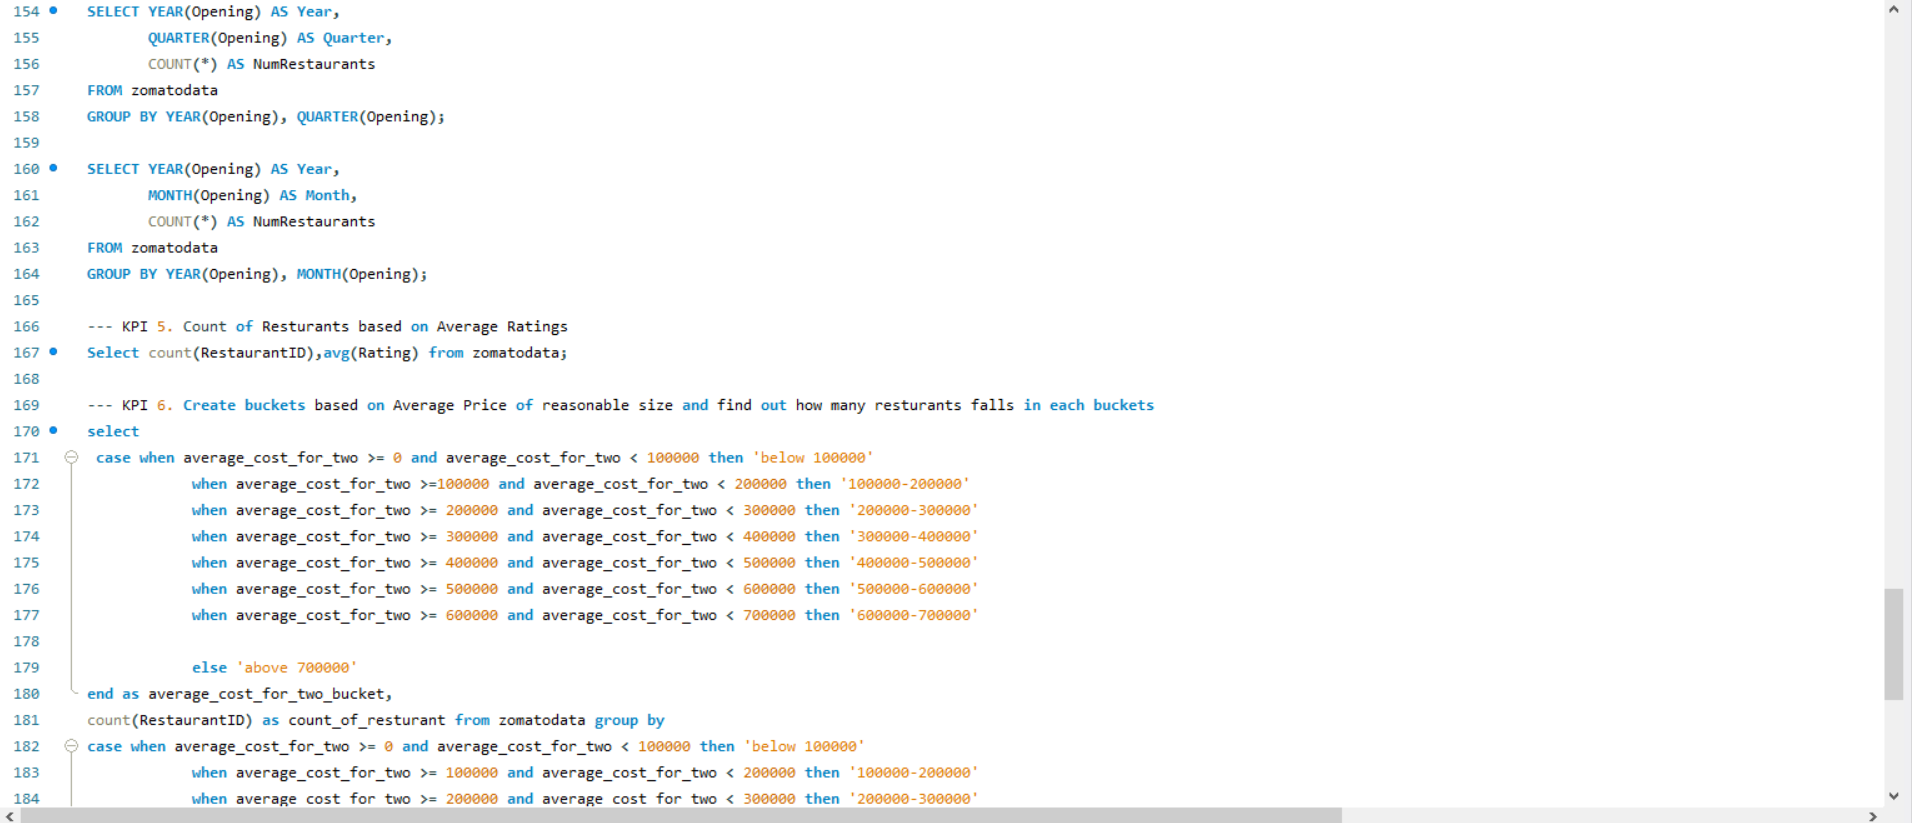 154 SELECT YEAR(Opening) AS Year,
155 QUARTER(Opening) AS Quarter,
156 COUNT(*) AS NumRestaurants
157 FROM zomatodata
158 GROUP BY YEAR(Opening), QUARTER(Opening);
159
160 SELECT YEAR(Opening) AS Year,
161 MONTH(Opening) AS Month,
162 COUNT(*) AS NumRestaurants
163 FROM zomatodata
164 GROUP BY YEAR(Opening), MONTH(Opening);
165
166 --- KPI 5. Count of Resturants based on Average Ratings
167 Select count(RestaurantID),avg(Rating) from zomatodata;
168
169 --- KPI 6. Create buckets based on Average Price of reasonable size and find out how many resturants falls in each buckets
170 select
171 case when average_cost_for_two >= 0 and average_cost_for_two < 100000 then 'below 100000'
172 when average_cost_for_two >=100000 and average_cost_for_two < 200000 then '100000-200000'
173 when average_cost_for_two >= 200000 and average_cost_for_two < 300000 then '200000-300000'
174 when average_cost_for_two >= 300000 and average_cost_for_two < 400000 then '300000-400000'
175 when average_cost_for_two >= 400000 and average_cost_for_two < 500000 then '400000-500000'
176 when average_cost_for_two >= 500000 and average_cost_for_two < 600000 then '500000-600000'
177 when average_cost_for_two >= 600000 and average_cost_for_two < 700000 then '600000-700000'
178
179 else 'above 700000'
180 end as average_cost_for_two_bucket,
181 count(RestaurantID) as count_of_resturant from zomatodata group by
182 case when average_cost_for_two >= 0 and average_cost_for_two < 100000 then 'below 100000'
183 when average_cost_for_two >= 100000 and average_cost_for_two < 200000 then '100000-200000'
184 when average_cost_for_two >= 200000 and average_cost_for_two < 300000 then '200000-300000'